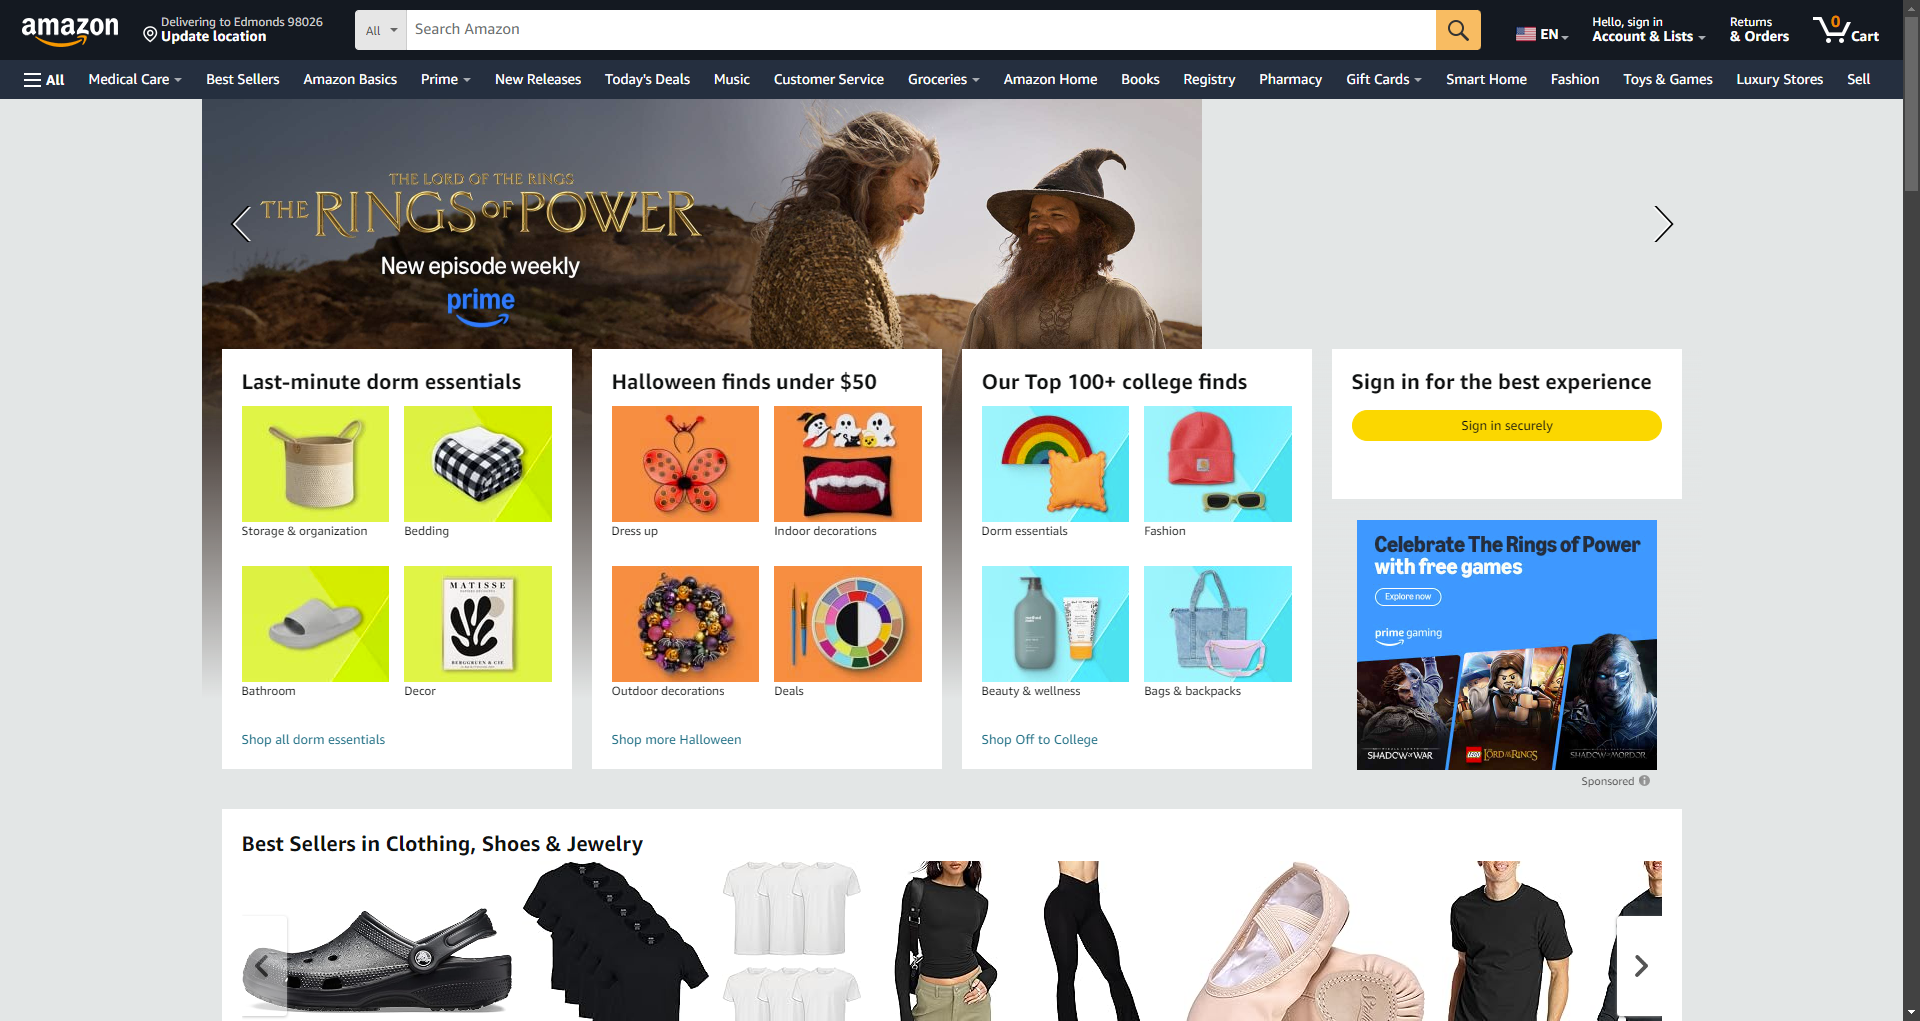 amazon
Delivering to Edmonds 98026
Update location
All
Search Amazon
EN
Hello, sign in
Account & Lists
Returns
& Orders
0
Cart
All
Medical Care
Best Sellers
Amazon Basics
Prime
New Releases
Today's Deals
Music
Customer Service
Groceries
Amazon Home
Books
Registry
Pharmacy
Gift Cards
Smart Home
Fashion
Toys & Games
Luxury Stores
Sell
THE LORD OF THE RINGS
THE RINGS OF POWER
New episode weekly
prime
Last-minute dorm essentials
Storage & organization
Bedding
MATISSE
BERGGRUEN & CIE
Bathroom
Decor
Shop all dorm essentials
Halloween finds under $50
Dress up
Indoor decorations
Outdoor decorations
Deals
Shop more Halloween
Our Top 100+ college finds
Dorm essentials
Fashion
Beauty & wellness
Bags & backpacks
Shop Off to College
Sign in for the best experience
Sign in securely
Celebrate The Rings of Power
with free games
Explore now
prime gaming
SHADOW OF WAR
LEGO
THE LORD OF THE RINGS
SHADOW OF MORDOR
Sponsored
Best Sellers in Clothing, Shoes & Jewelry